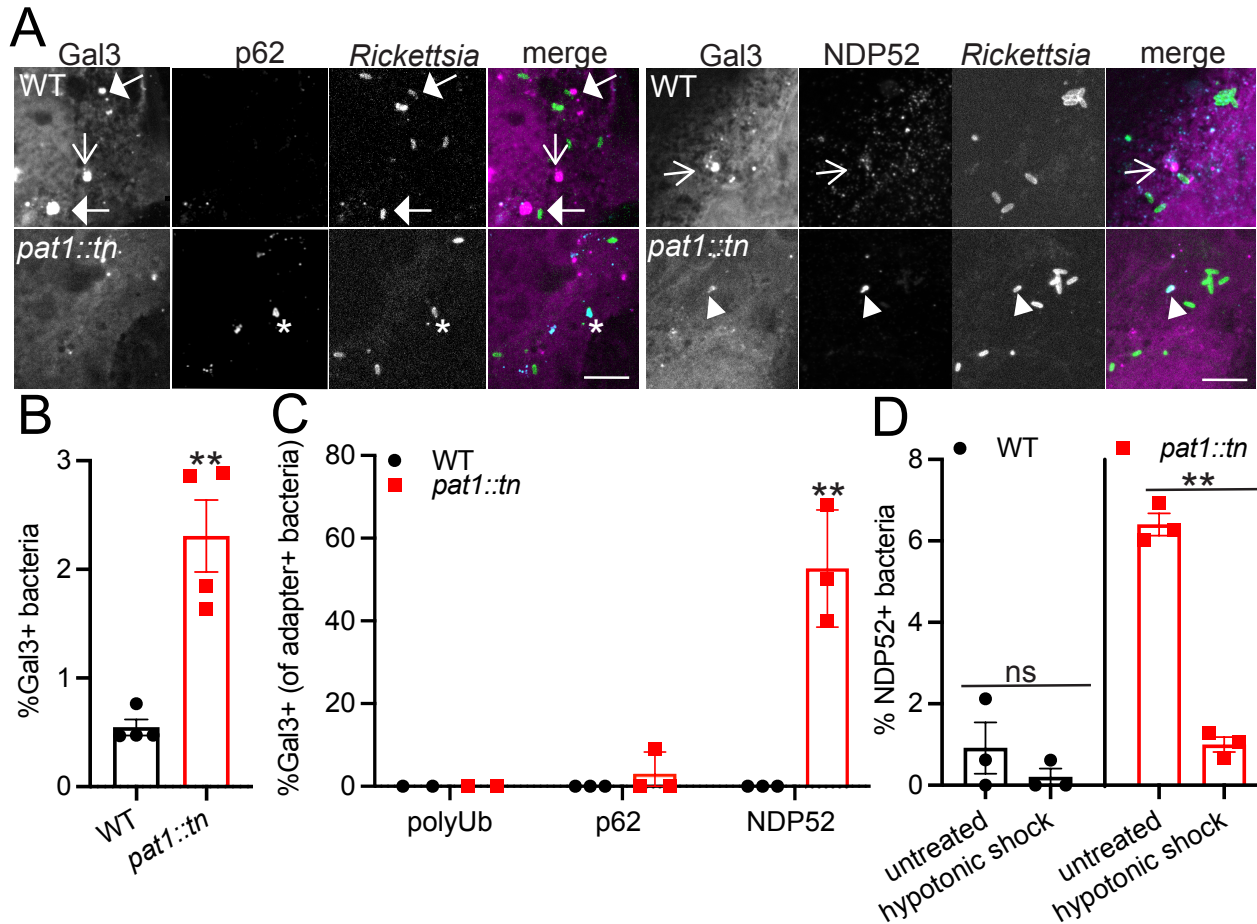 A
Gal3 p62 Rickettsia merge Gal3 NDP52 Rickettsia merge
WT WT
*
pat1::tn pat1::tn
* * *
B C D
%Gal3+ bacteria
3
2
1
0
**
WT
pat1::tn
%Gal3+ (of adapter+ bacteria)
80
60
40
20
0
WT
pat1::tn
**
polyUb p62 NDP52
% NDP52+ bacteria
8
6
4
2
0
WT pat1::tn
ns
**
untreated
hypotonic shock
untreated
hypotonic shock